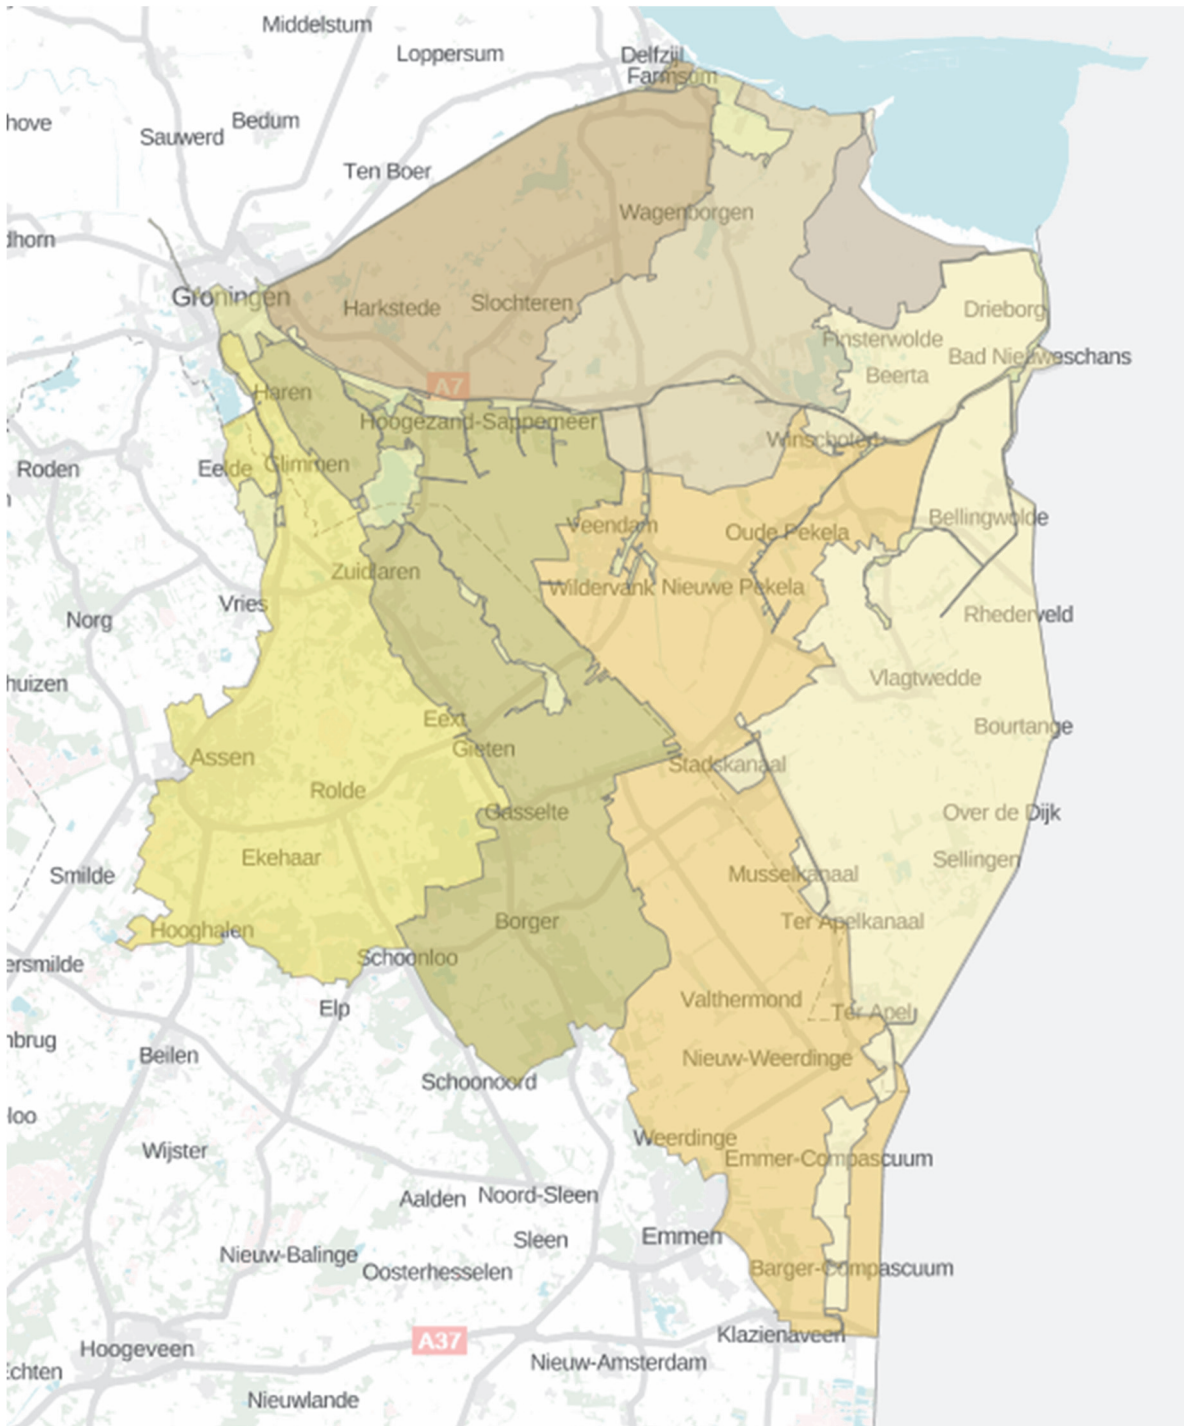 Middelstum
Loppersum
Delfzijl
Farmsum
hove
Sauwerd
Bedum
Ten Boer
Wagenborgen
dhorn
Groningen
Harkstede
Slochteren
Drieborg
Finsterwolde
Bad Nieuweschans
Beerta
A7
Haren
Hoogezand-Sappemeer
Winschoten
Roden
Eelde
Glimmen
Veendam
Oude Pekela
Bellingwolde
Zuidlaren
Wildervank
Nieuwe Pekela
Vries
Norg
Rhederveld
huizen
Vlagtwedde
Eext
Bourtange
Gieten
Assen
Stadskanaal
Rolde
Gasselte
Over de Dijk
Ekehaar
Sellingen
Smilde
Musselkanaal
Hooghalen
Borger
Ter Apelkanaal
ersmilde
Schoonloo
Elp
Valthermond
Ter Apel
nbrug
Beilen
Nieuw-Weerdinge
Schoonoord
loo
Weerdinge
Wijster
Emmer-Compascuum
Aalden
Noord-Sleen
Sleen
Emmen
Nieuw-Balinge
Oosterhesselen
Barger-Compascuum
A37
Klazienaveen
Hoogeveen
Nieuw-Amsterdam
chten
Nieuwlande